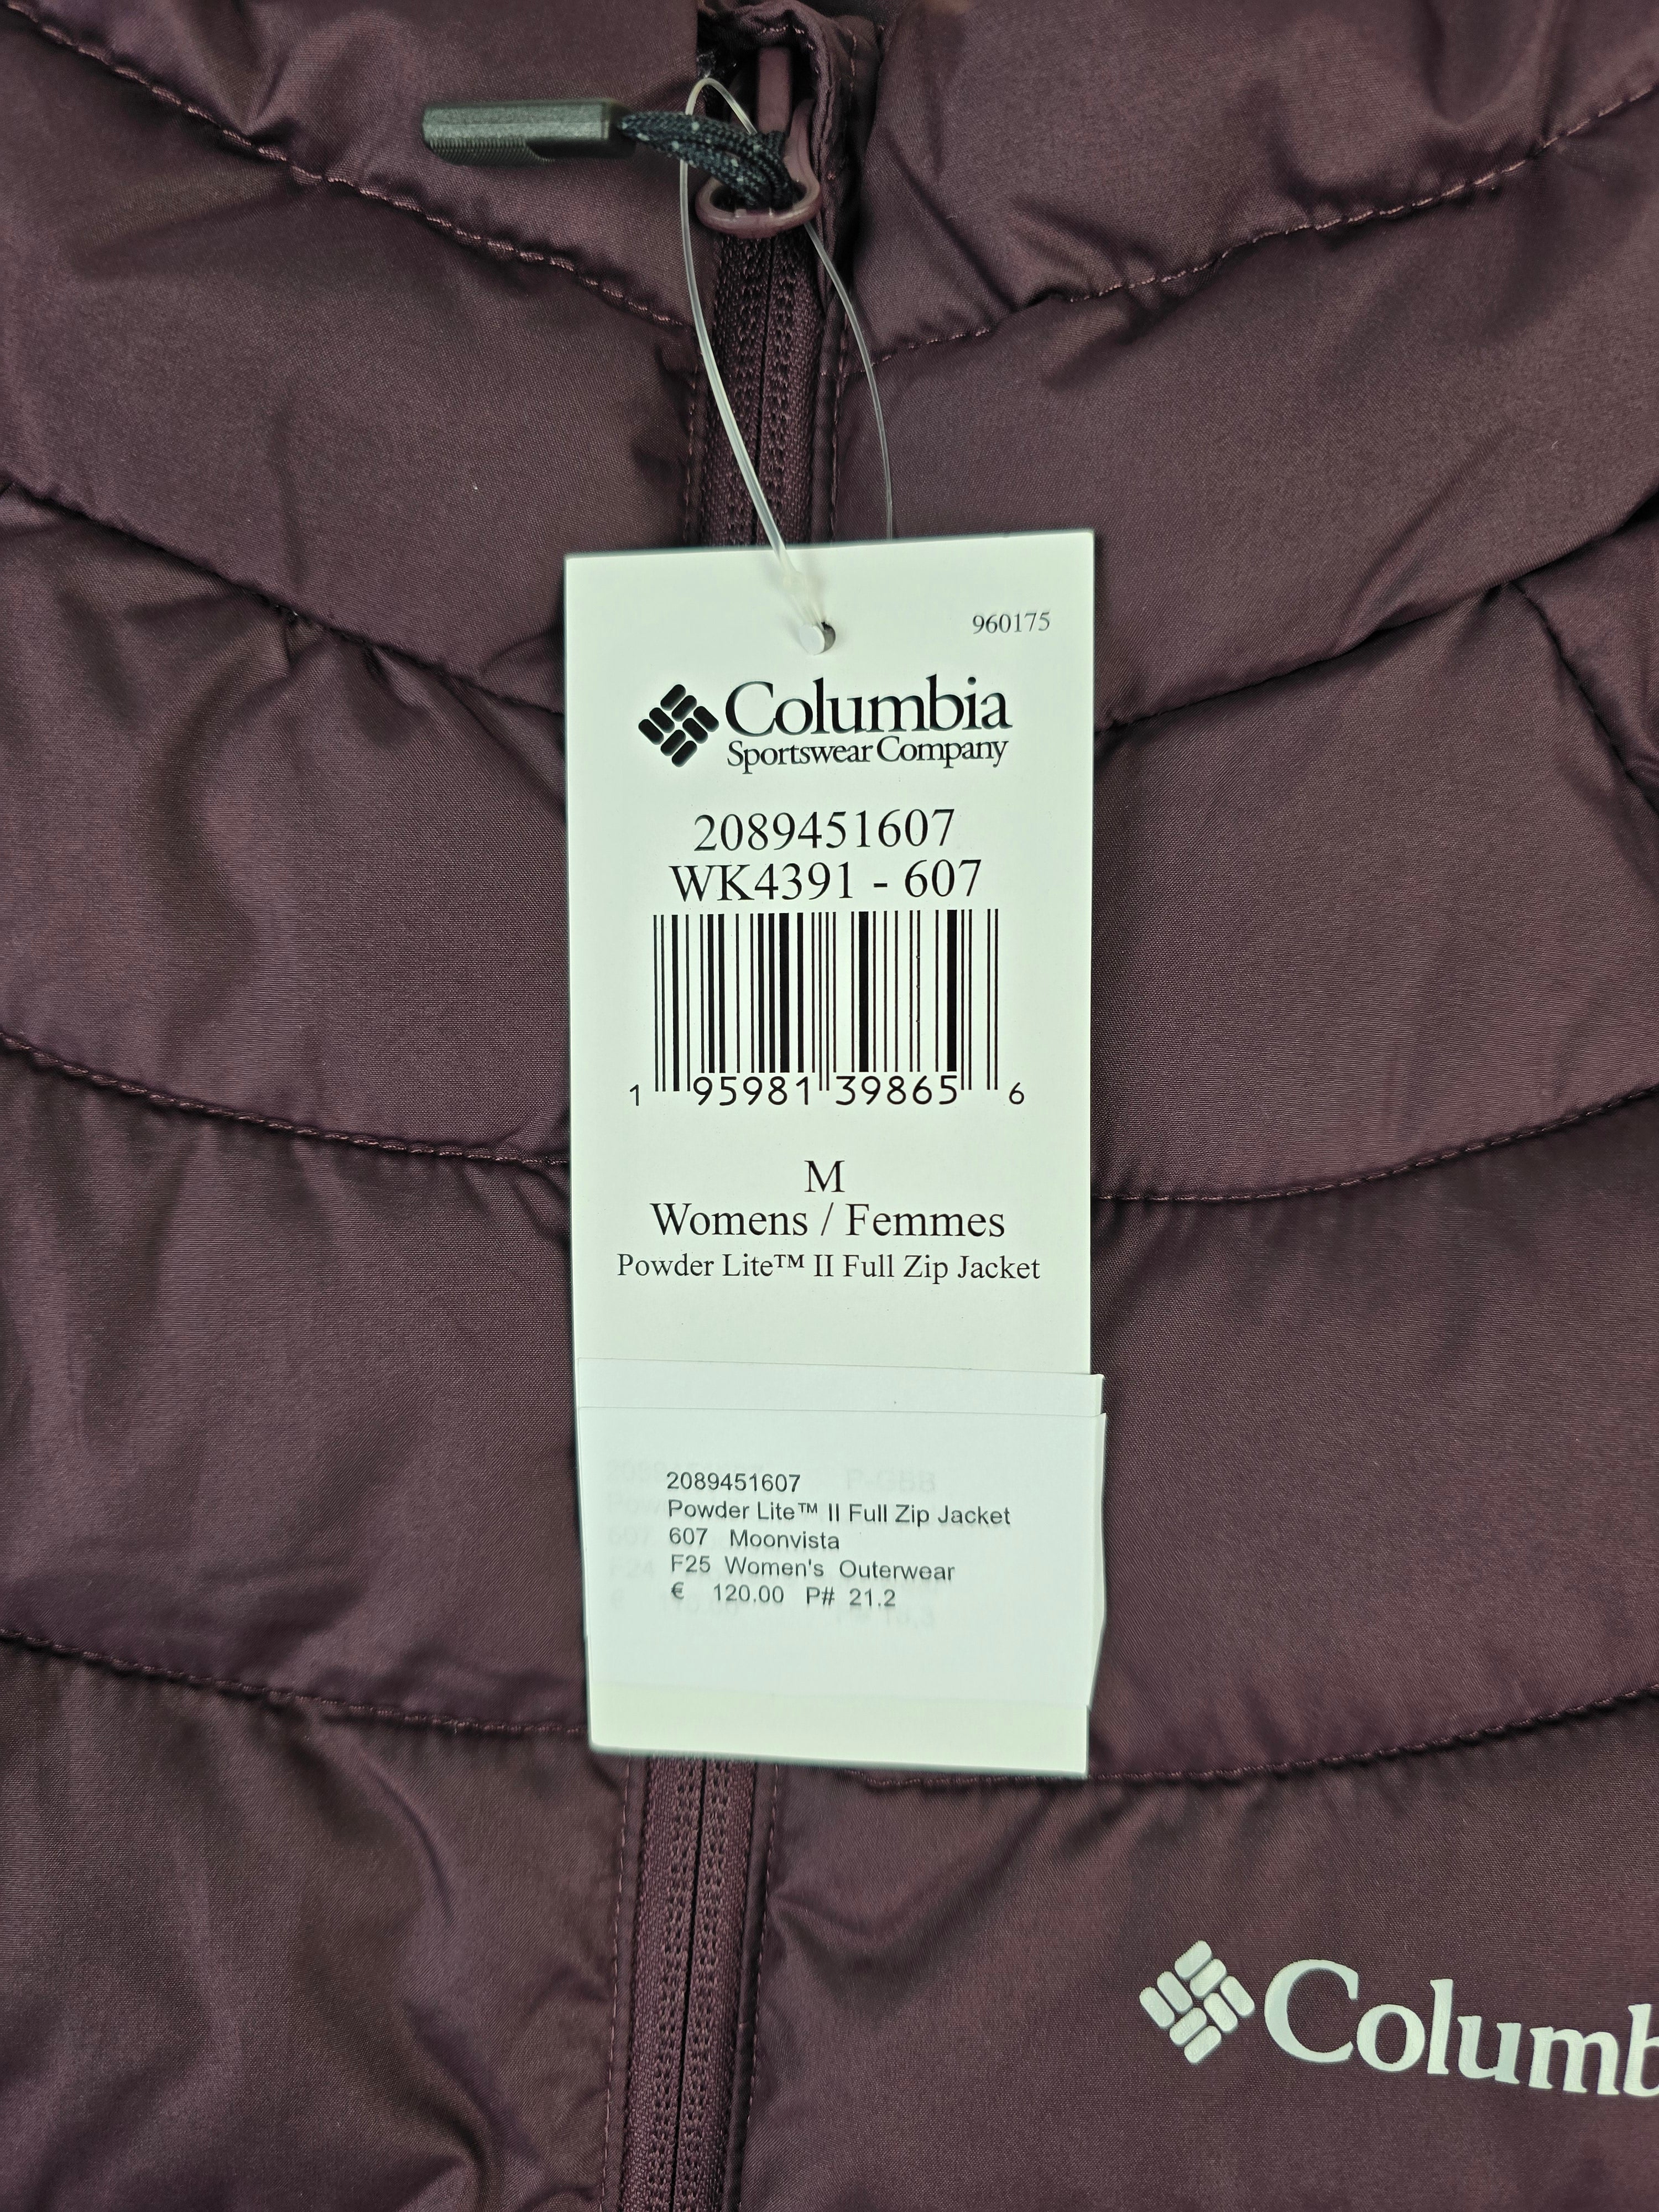 960175
Columbia
Sportswear Company
2089451607
WK4391 - 607
1 95981 39865 6
M
Womens / Femmes
Powder Lite™ II Full Zip Jacket
2089451607
Powder Lite™ II Full Zip Jacket
607 Moonvista
F25 Women's Outerwear
€ 120.00 P# 21.2
Columb